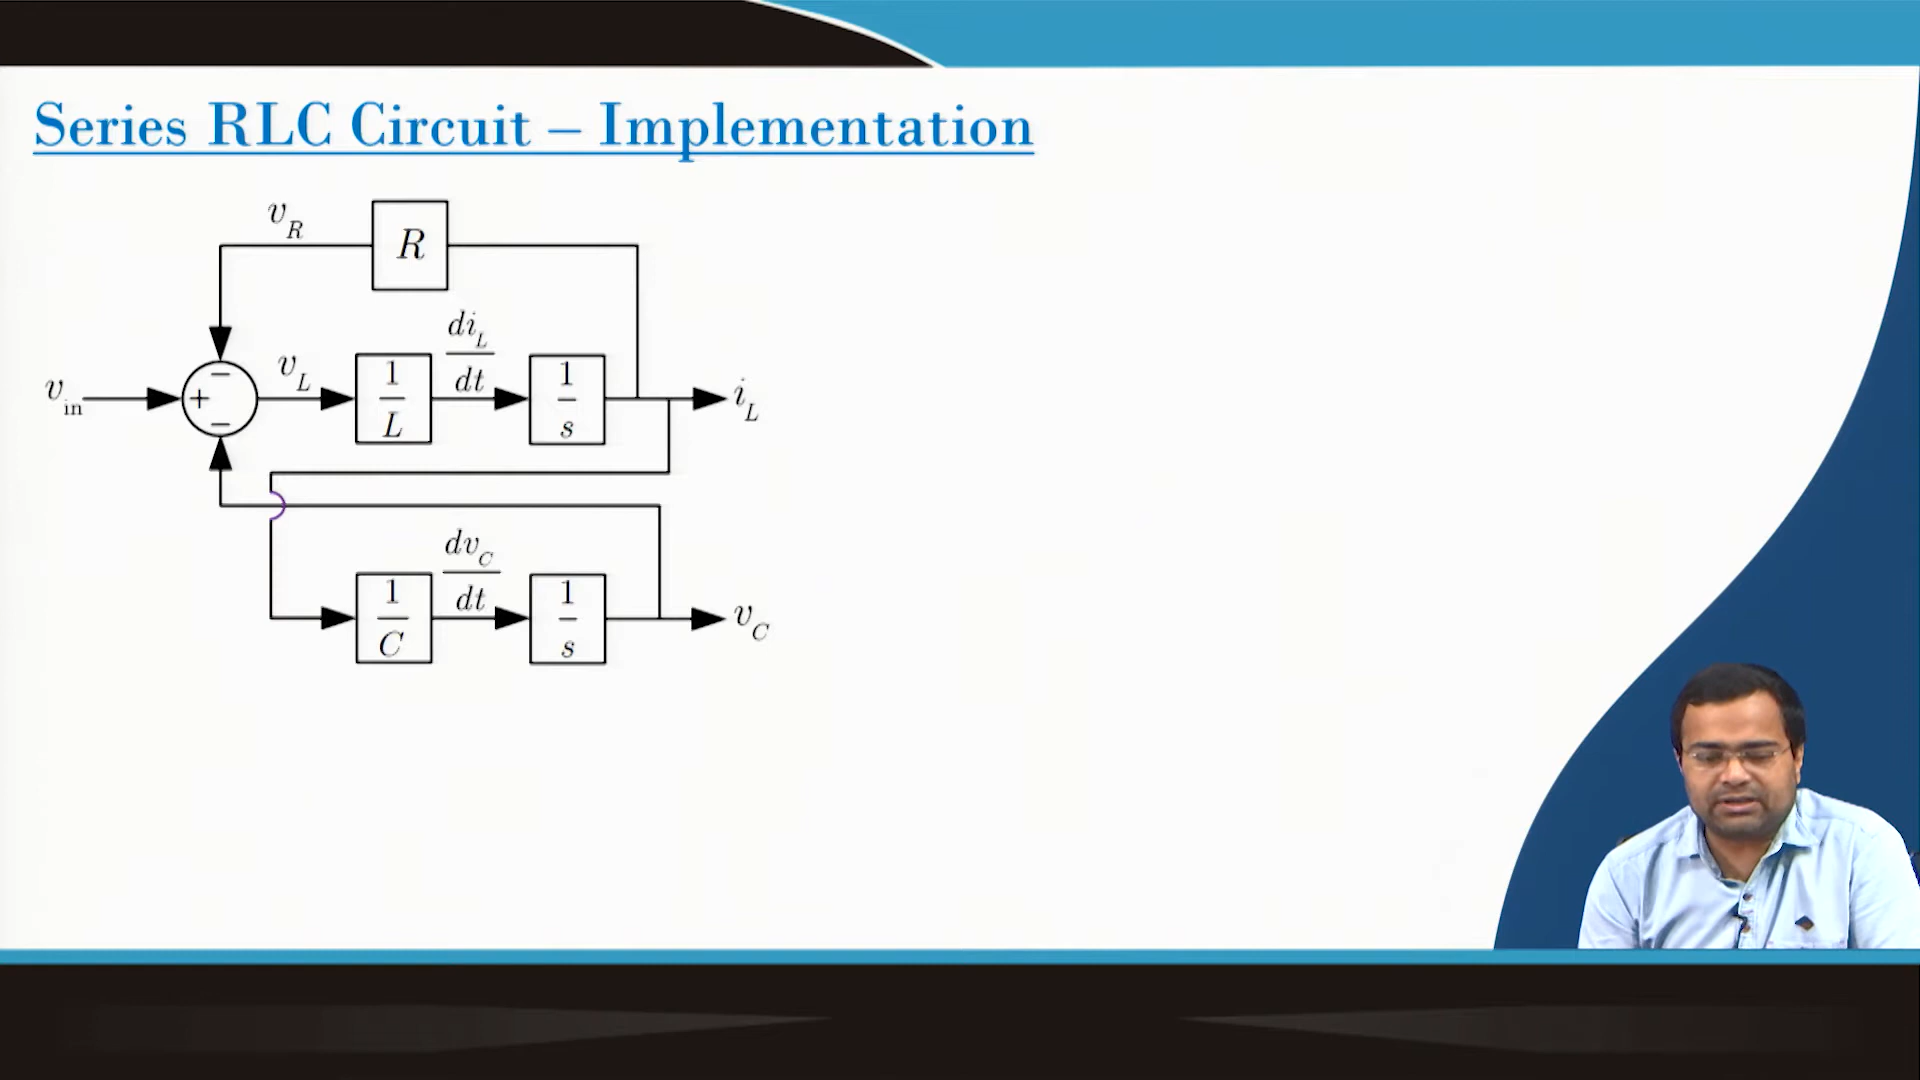 Series RLC Circuit – Implementation
v_R
R
di_L
dt
v_in
+
−
−
v_L
1
L
1
s
i_L
dv_C
dt
1
C
1
s
v_C